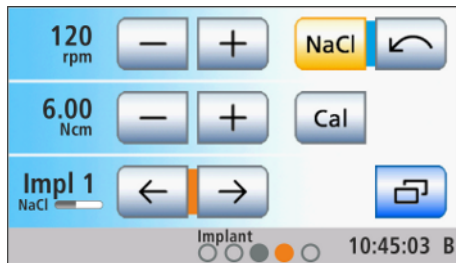 120
rpm
NaCl
6.00
Ncm
Cal
Impl 1
NaCl
Implant
10:45:03 B